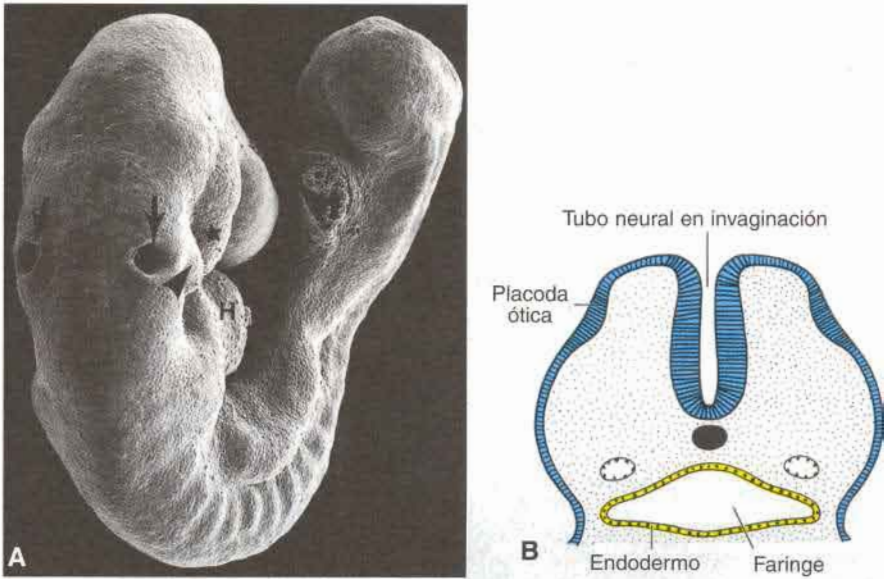 H
A
Tubo neural en invaginación
Placoda
ótica
B
Endodermo
Faringe